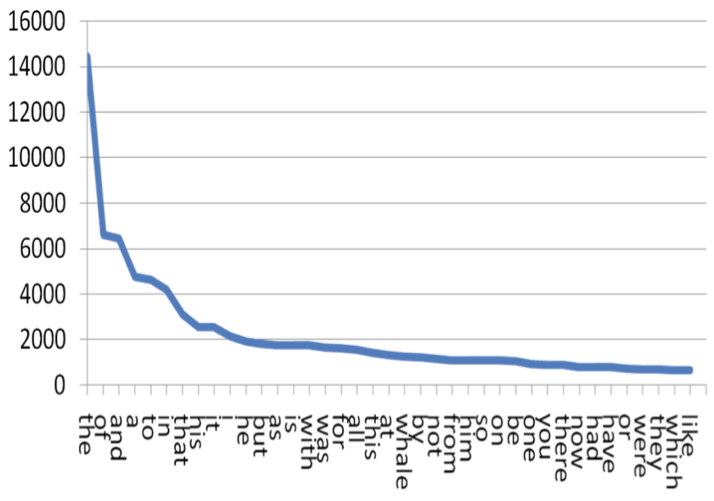 16000
14000
12000
10000
8000
6000
4000
2000
0
the
of
and
a
to
in
that
his
it
i
he
but
as
is
with
was
for
all
this
at
whale
by
not
from
him
so
on
be
one
you
there
now
had
have
or
were
they
which
like